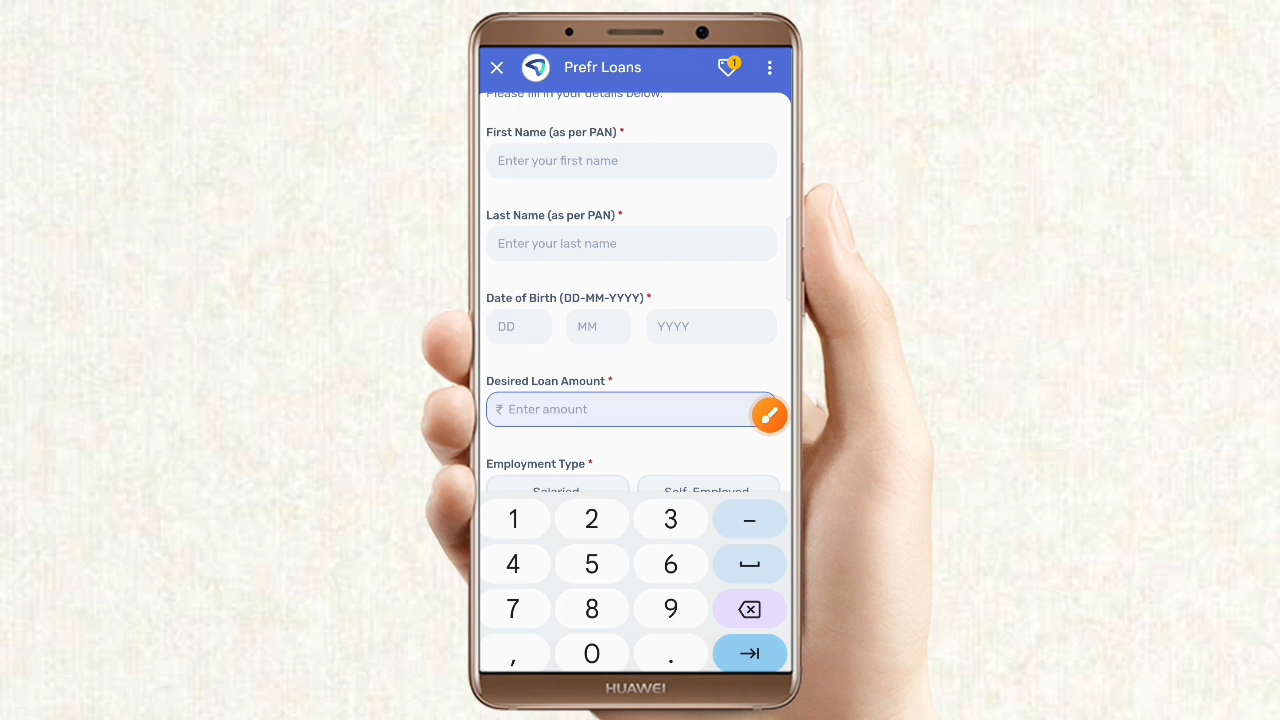 Prefr Loans
1
Please fill in your details below.
First Name (as per PAN) *
Enter your first name
Last Name (as per PAN) *
Enter your last name
Date of Birth (DD-MM-YYYY) *
DD MM YYYY
Desired Loan Amount *
₹ Enter amount
Employment Type *
Salaried Self-Employed
1 2 3 –
4 5 6
7 8 9
, 0 .
HUAWEI